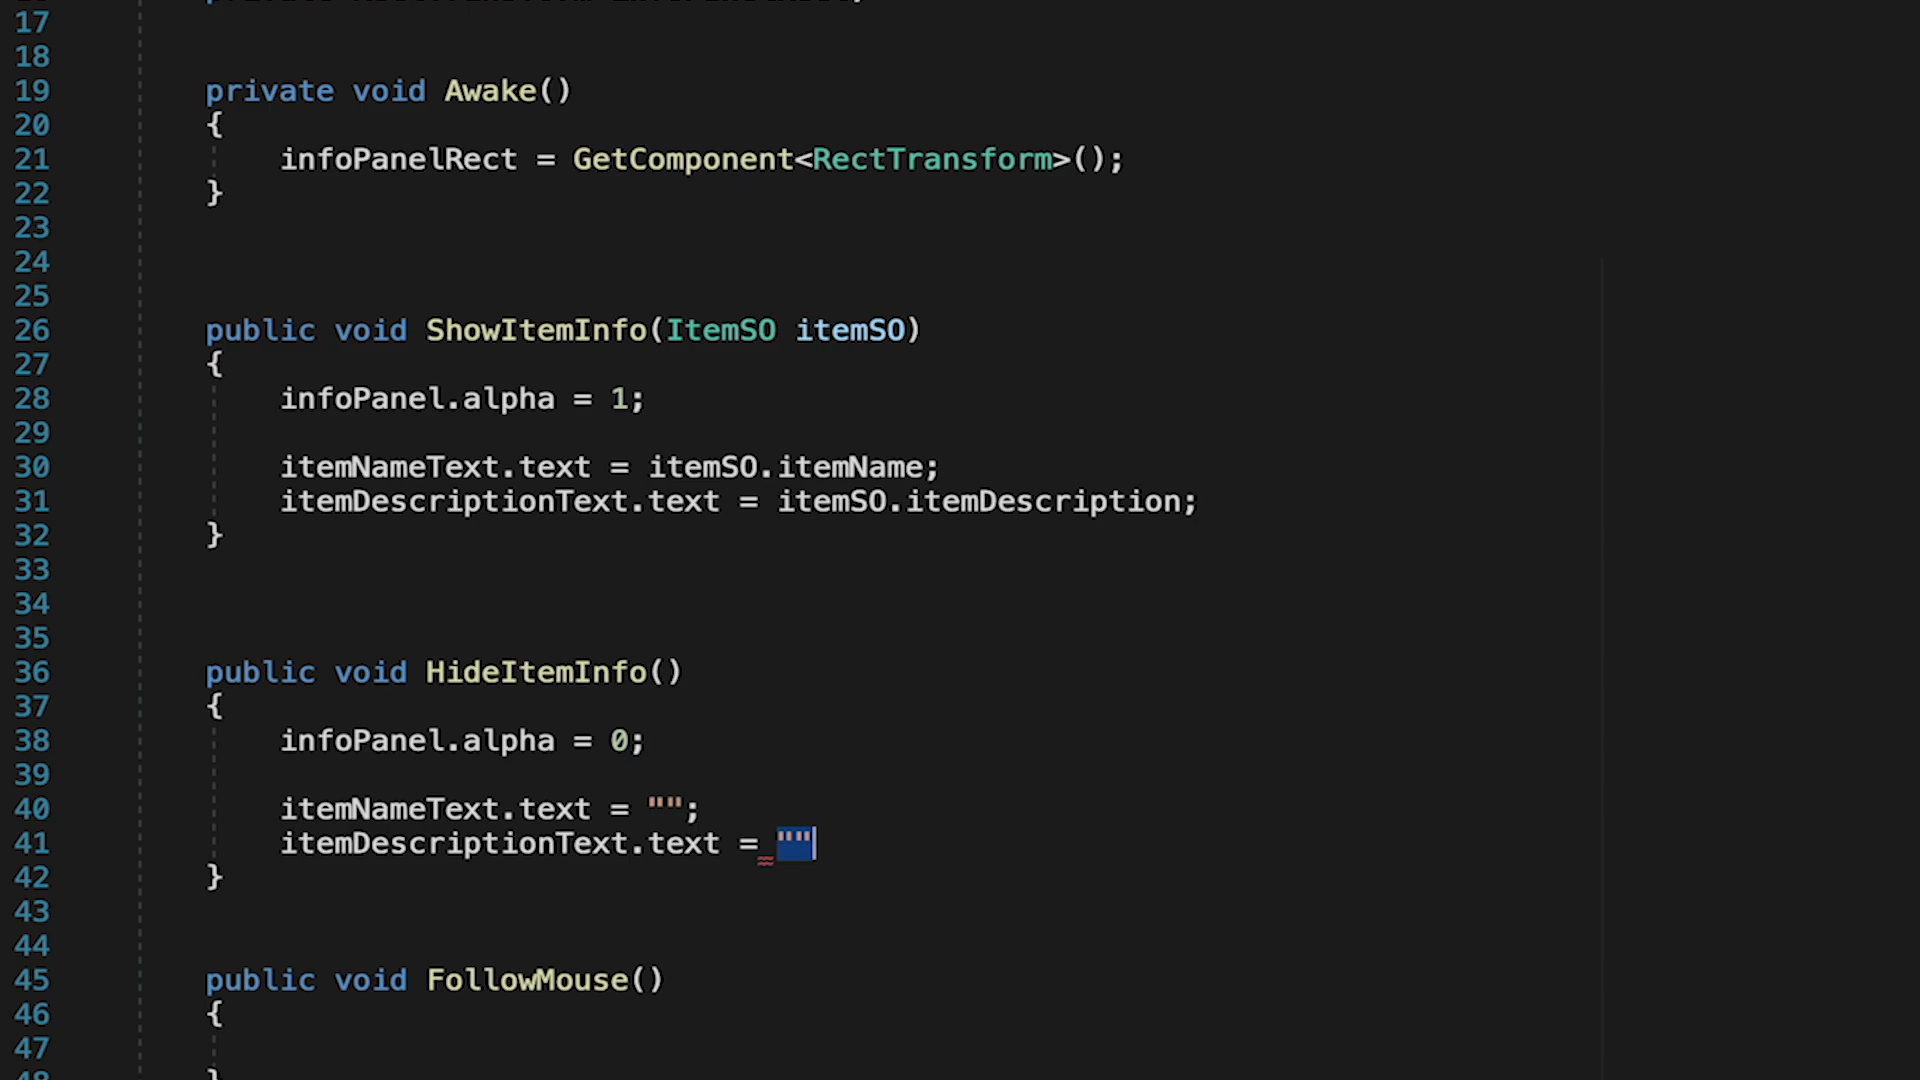 17
18
19 private void Awake()
20 {
21 infoPanelRect = GetComponent<RectTransform>();
22 }
23
24
25
26 public void ShowItemInfo(ItemSO itemSO)
27 {
28 infoPanel.alpha = 1;
29
30 itemNameText.text = itemSO.itemName;
31 itemDescriptionText.text = itemSO.itemDescription;
32 }
33
34
35
36 public void HideItemInfo()
37 {
38 infoPanel.alpha = 0;
39
40 itemNameText.text = "";
41 itemDescriptionText.text = ""
42 }
43
44
45 public void FollowMouse()
46 {
47
48 }